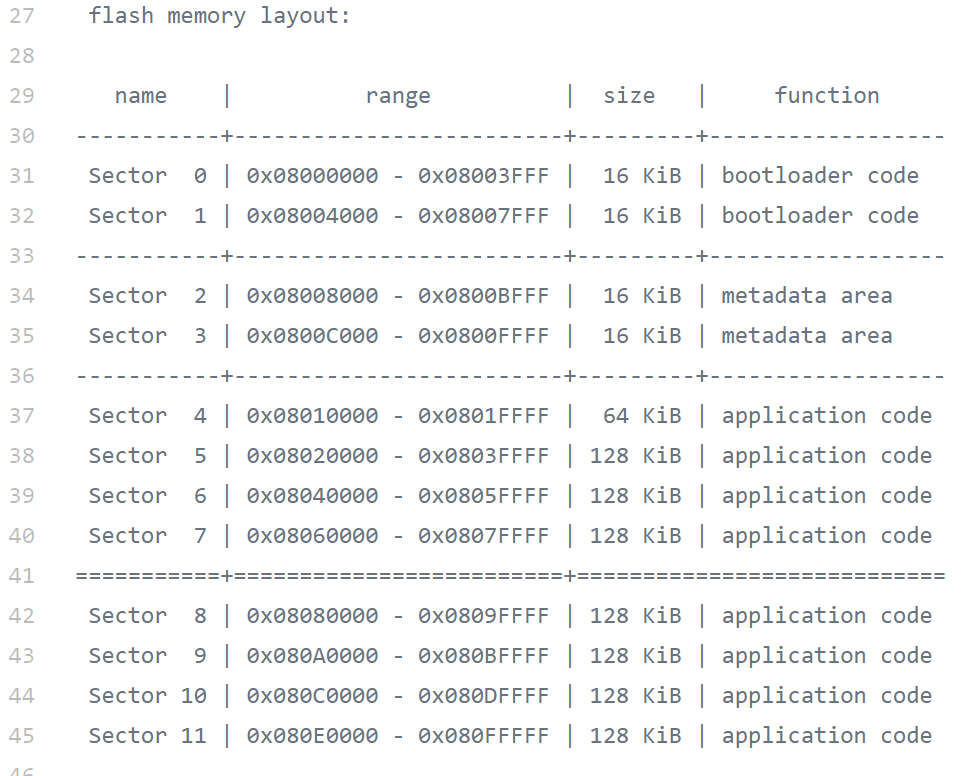 27    flash memory layout:
28
29      name    |          range          |  size   |     function
30   -----------+-------------------------+---------+------------------
31    Sector  0 | 0x08000000 - 0x08003FFF |  16 KiB | bootloader code
32    Sector  1 | 0x08004000 - 0x08007FFF |  16 KiB | bootloader code
33   -----------+-------------------------+---------+------------------
34    Sector  2 | 0x08008000 - 0x0800BFFF |  16 KiB | metadata area
35    Sector  3 | 0x0800C000 - 0x0800FFFF |  16 KiB | metadata area
36   -----------+-------------------------+---------+------------------
37    Sector  4 | 0x08010000 - 0x0801FFFF |  64 KiB | application code
38    Sector  5 | 0x08020000 - 0x0803FFFF | 128 KiB | application code
39    Sector  6 | 0x08040000 - 0x0805FFFF | 128 KiB | application code
40    Sector  7 | 0x08060000 - 0x0807FFFF | 128 KiB | application code
41   ===========+=========================+============================
42    Sector  8 | 0x08080000 - 0x0809FFFF | 128 KiB | application code
43    Sector  9 | 0x080A0000 - 0x080BFFFF | 128 KiB | application code
44    Sector 10 | 0x080C0000 - 0x080DFFFF | 128 KiB | application code
45    Sector 11 | 0x080E0000 - 0x080FFFFF | 128 KiB | application code